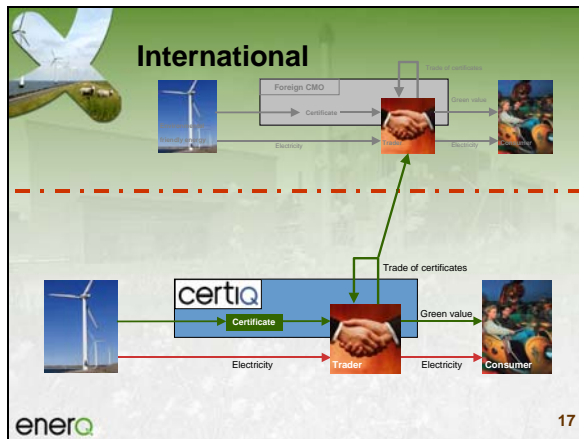 International
Trade of certificates
Foreign CMO
Green value
Certificate
Electricity
Trader
Electricity
Consumer
Trade of certificates
certiQ
Green value
Certificate
Electricity
Trader
Electricity
Consumer
enerQ
17